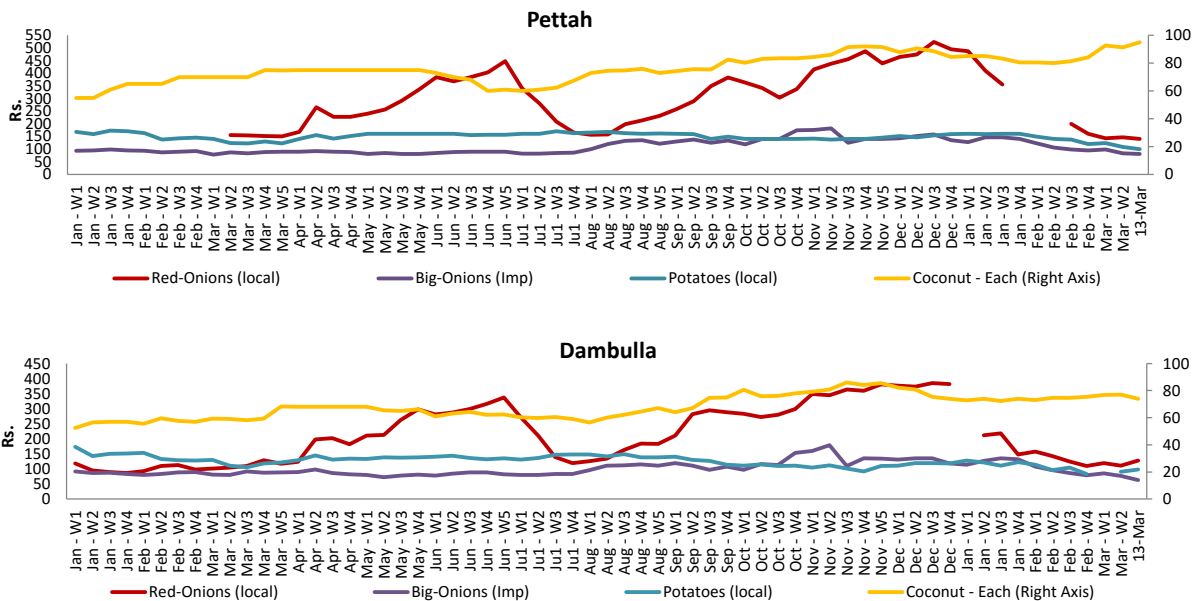 Pettah
550
500
450
400
350
300
250
200
150
100
50
0
Rs.
100
80
60
40
20
0
Jan - W1
Jan - W2
Jan - W3
Jan - W4
Feb - W1
Feb - W2
Feb - W3
Feb - W4
Mar - W1
Mar - W2
Mar - W3
Mar - W4
Mar - W5
Apr - W1
Apr - W2
Apr - W3
Apr - W4
May - W1
May - W2
May - W3
May - W4
Jun - W1
Jun - W2
Jun - W3
Jun - W4
Jun - W5
Ju1 - W1
Ju1 - W2
Ju1 - W3
Ju1 - W4
Aug - W1
Aug - W2
Aug - W3
Aug - W4
Aug - W5
Sep - W1
Sep - W2
Sep - W3
Sep - W4
Oct - W1
Oct - W2
Oct - W3
Oct - W4
Nov - W1
Nov - W2
Nov - W3
Nov - W4
Nov - W5
Dec - W1
Dec - W2
Dec - W3
Dec - W4
Jan - W1
Jan - W2
Jan - W3
Jan - W4
Feb - W1
Feb - W2
Feb - W3
Feb - W4
Mar - W1
Mar - W2
13-Mar
Red-Onions (local)
Big-Onions (Imp)
Potatoes (local)
Coconut - Each (Right Axis)
Dambulla
450
400
350
300
250
200
150
100
50
0
Rs.
100
80
60
40
20
0
Jan - W1
Jan - W2
Jan - W3
Jan - W4
Feb - W1
Feb - W2
Feb - W3
Feb - W4
Mar - W1
Mar - W2
Mar - W3
Mar - W4
Mar - W5
Apr - W1
Apr - W2
Apr - W3
Apr - W4
May - W1
May - W2
May - W3
May - W4
Jun - W1
Jun - W2
Jun - W3
Jun - W4
Jun - W5
Ju1 - W1
Ju1 - W2
Ju1 - W3
Ju1 - W4
Aug - W1
Aug - W2
Aug - W3
Aug - W4
Aug - W5
Sep - W1
Sep - W2
Sep - W3
Sep - W4
Oct - W1
Oct - W2
Oct - W3
Oct - W4
Nov - W1
Nov - W2
Nov - W3
Nov - W4
Nov - W5
Dec - W1
Dec - W2
Dec - W3
Dec - W4
Jan - W1
Jan - W2
Jan - W3
Jan - W4
Feb - W1
Feb - W2
Feb - W3
Feb - W4
Mar - W1
Mar - W2
13-Mar
Red-Onions (local)
Big-Onions (Imp)
Potatoes (local)
Coconut - Each (Right Axis)